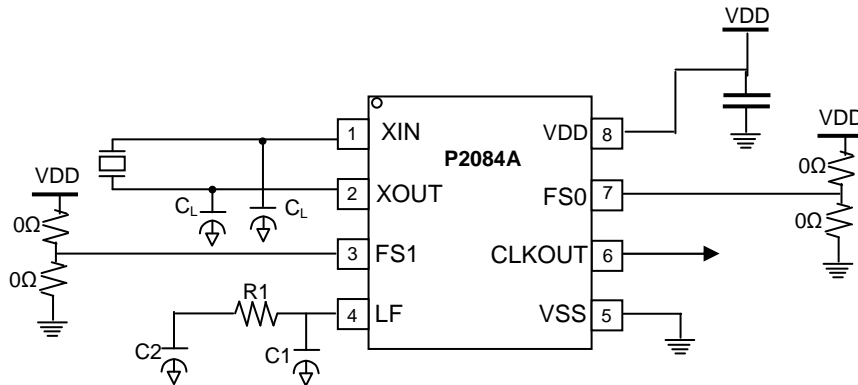 VDD
VDD
VDD
1 XIN
P2084A
VDD 8
2 XOUT
FS0 7
0Ω
0Ω
C_L
C_L
0Ω
0Ω
3 FS1
CLKOUT 6
R1
4 LF
VSS 5
C2
C1